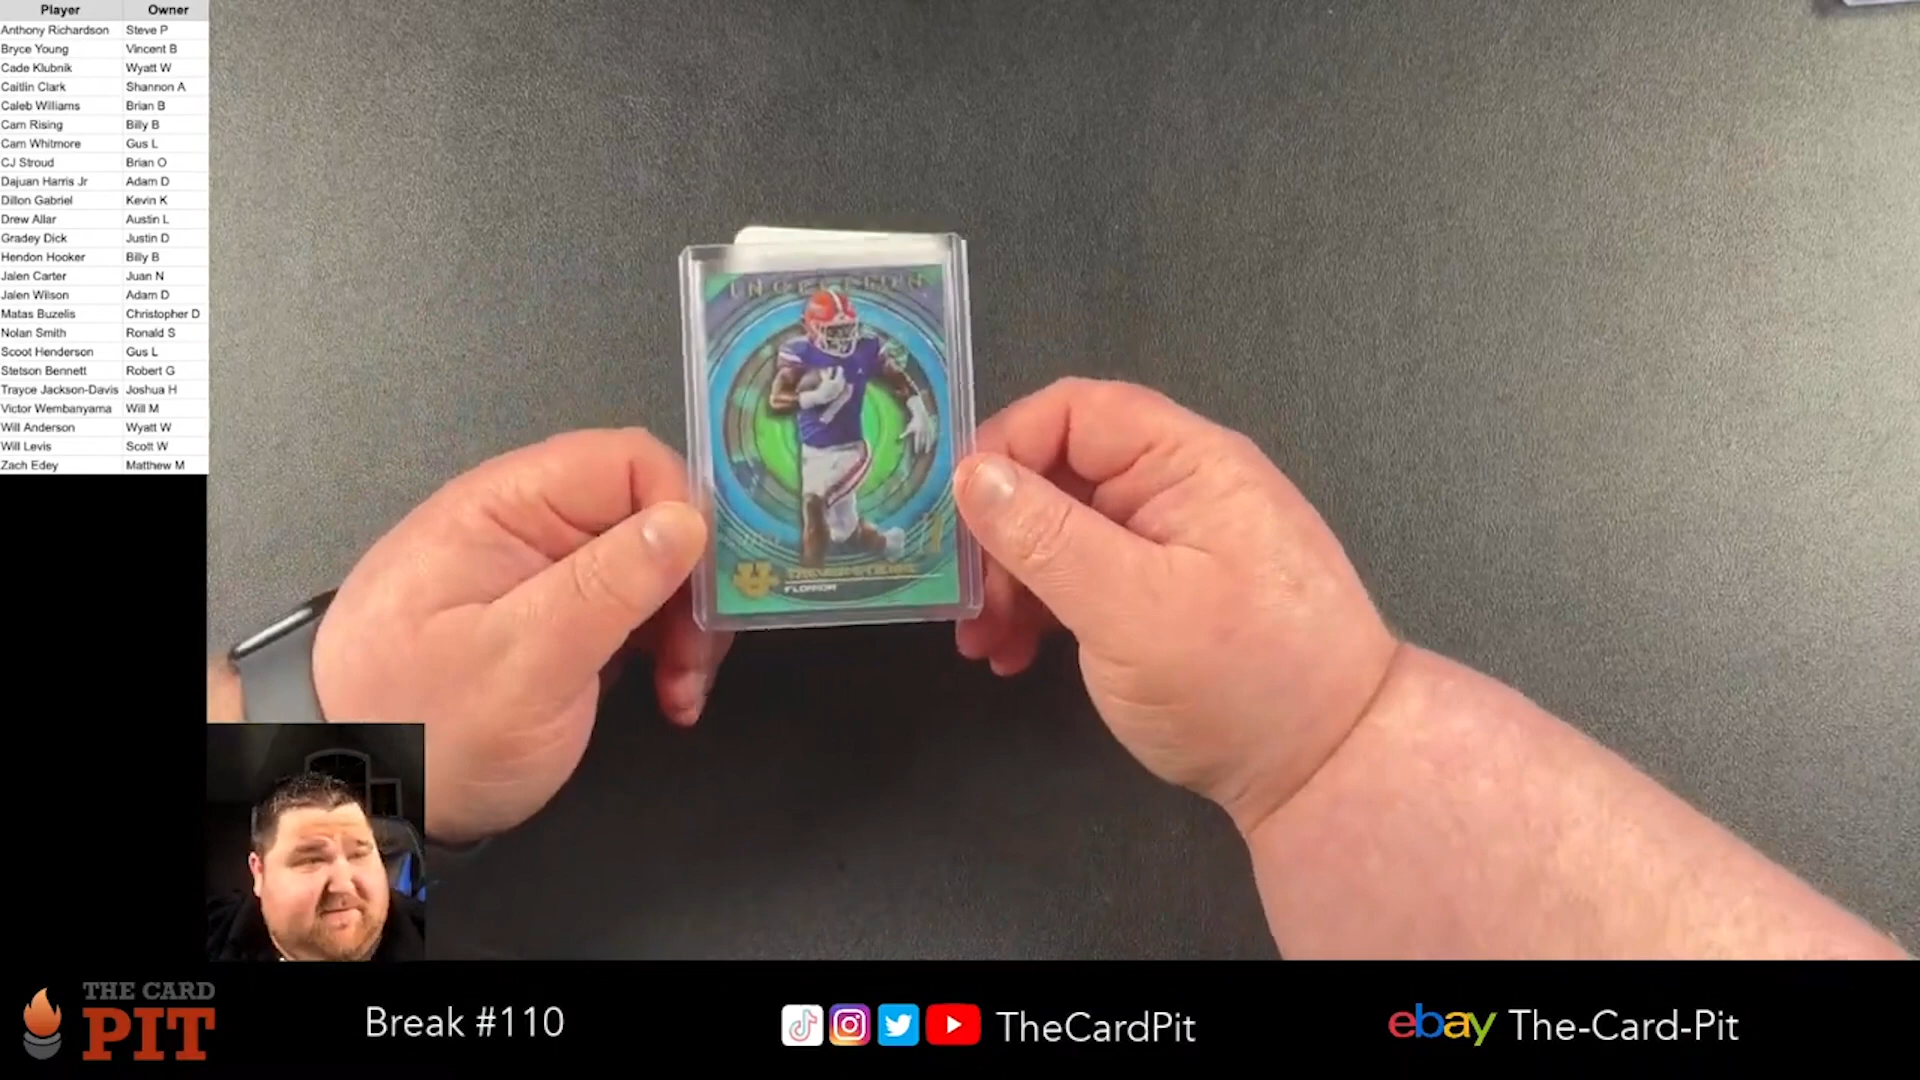 Player Owner
Anthony Richardson Steve P
Bryce Young Vincent B
Cade Klubnik Wyatt W
Caitlin Clark Shannon A
Caleb Williams Brian B
Cam Rising Billy B
Cam Whitmore Gus L
CJ Stroud Brian O
Dajuan Harris Jr Adam D
Dillon Gabriel Kevin K
Drew Allar Austin L
Gradey Dick Justin D
Hendon Hooker Billy B
Jalen Carter Juan N
Jalen Wilson Adam D
Matas Buzelis Christopher D
Nolan Smith Ronald S
Scoot Henderson Gus L
Stetson Bennett Robert G
Trayce Jackson-Davis Joshua H
Victor Wembanyama Will M
Will Anderson Wyatt W
Will Levis Scott W
Zach Edey Matthew M
INCEPTION
FLORIDA
THE CARD
PIT
Break #110
TheCardPit
ebay The-Card-Pit